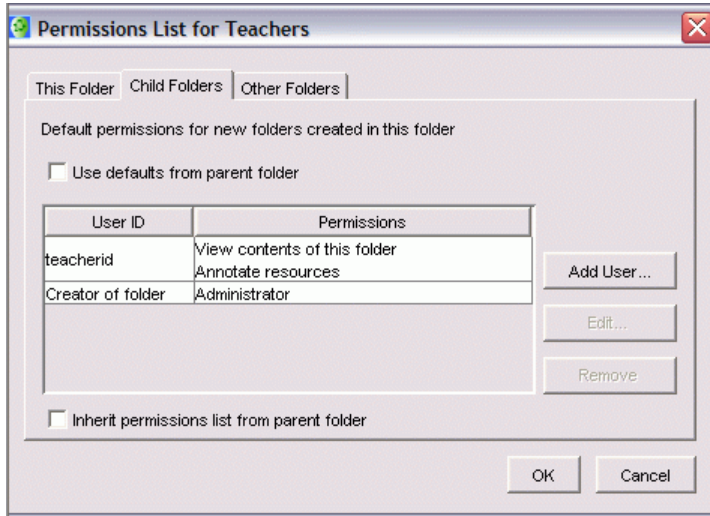 Permissions List for Teachers
This Folder Child Folders Other Folders
Default permissions for new folders created in this folder
Use defaults from parent folder
User ID Permissions
teacherid View contents of this folder
Annotate resources
Creator of folder Administrator
Add User...
Edit...
Remove
Inherit permissions list from parent folder
OK Cancel